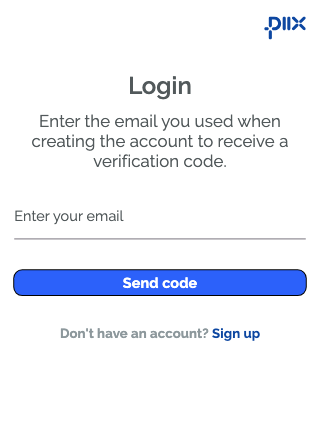 PIIX
Login
Enter the email you used when
creating the account to receive a
verification code.
Enter your email
Send code
Don't have an account? Sign up